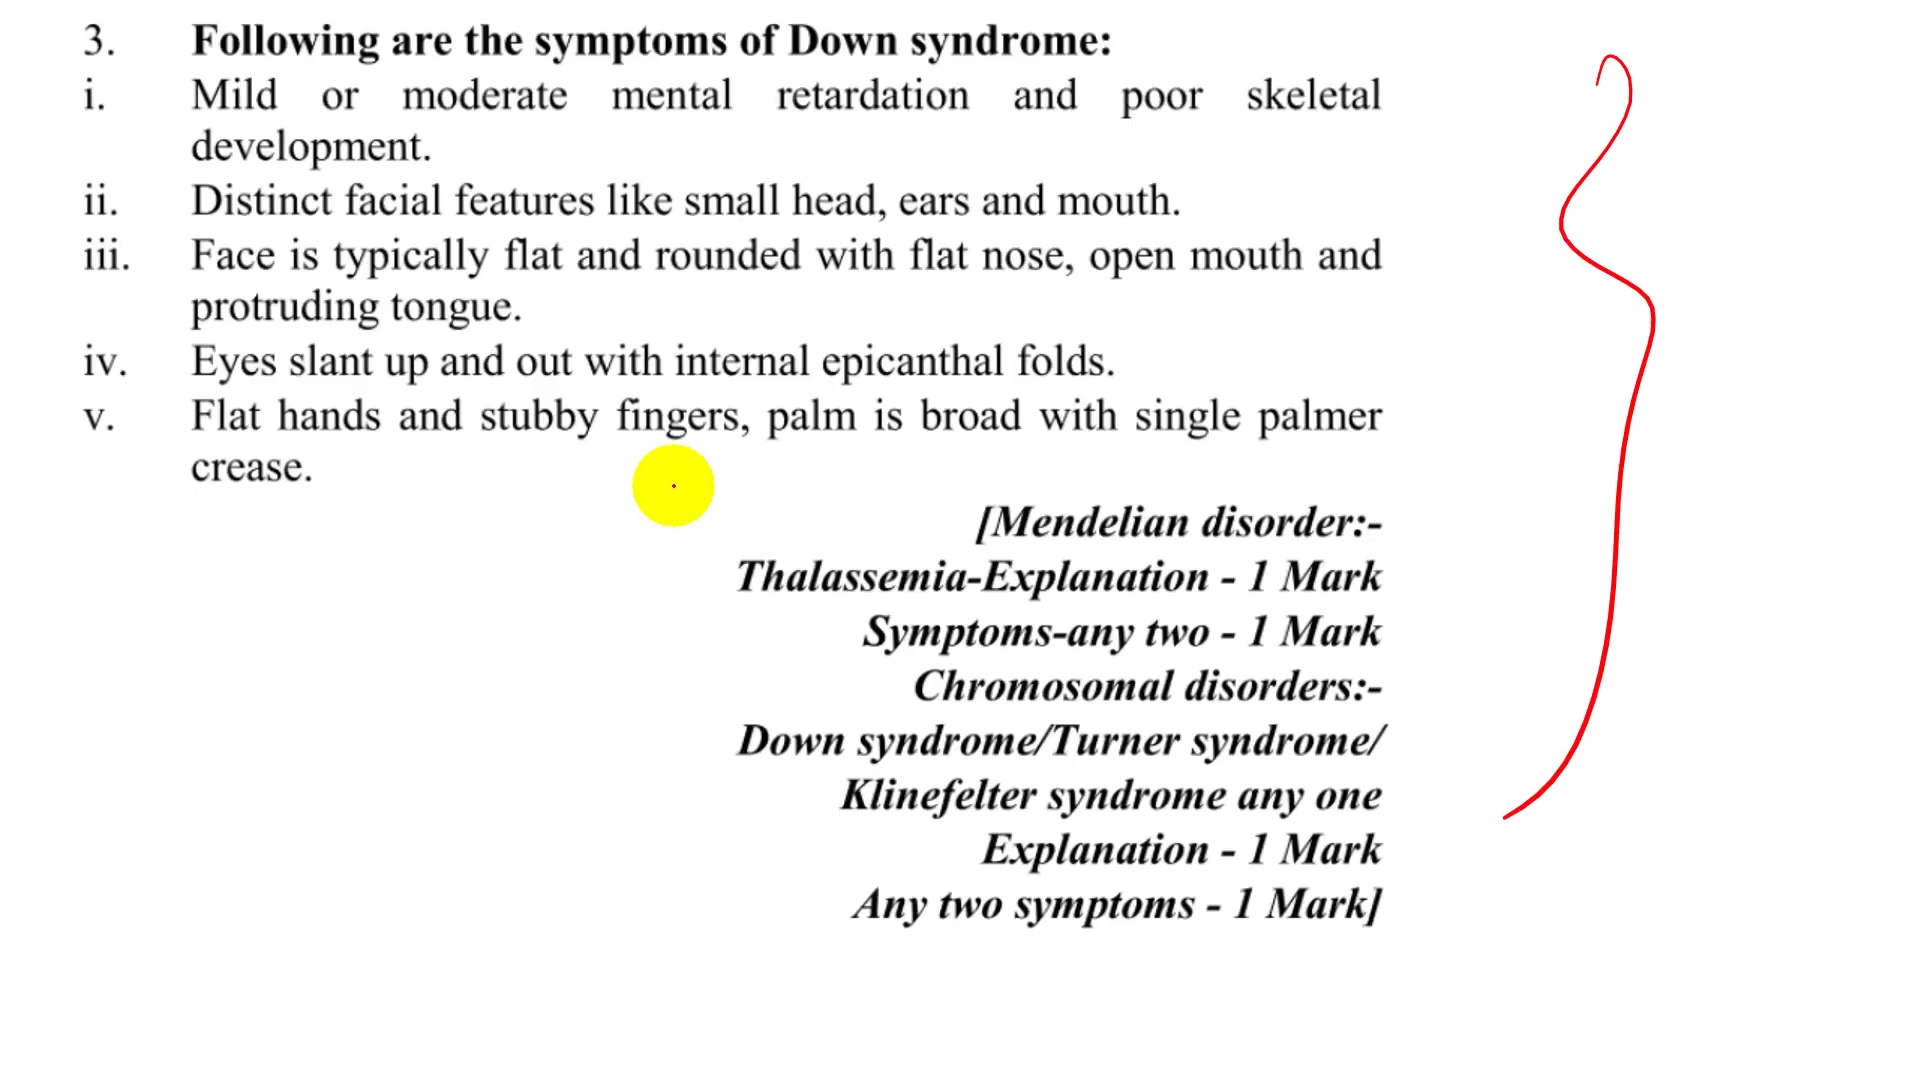 3. Following are the symptoms of Down syndrome:
i. Mild or moderate mental retardation and poor skeletal
development.
ii. Distinct facial features like small head, ears and mouth.
iii. Face is typically flat and rounded with flat nose, open mouth and
protruding tongue.
iv. Eyes slant up and out with internal epicanthal folds.
v. Flat hands and stubby fingers, palm is broad with single palmer
crease.
[Mendelian disorder:-
Thalassemia-Explanation - 1 Mark
Symptoms-any two - 1 Mark
Chromosomal disorders:-
Down syndrome/Turner syndrome/
Klinefelter syndrome any one
Explanation - 1 Mark
Any two symptoms - 1 Mark]